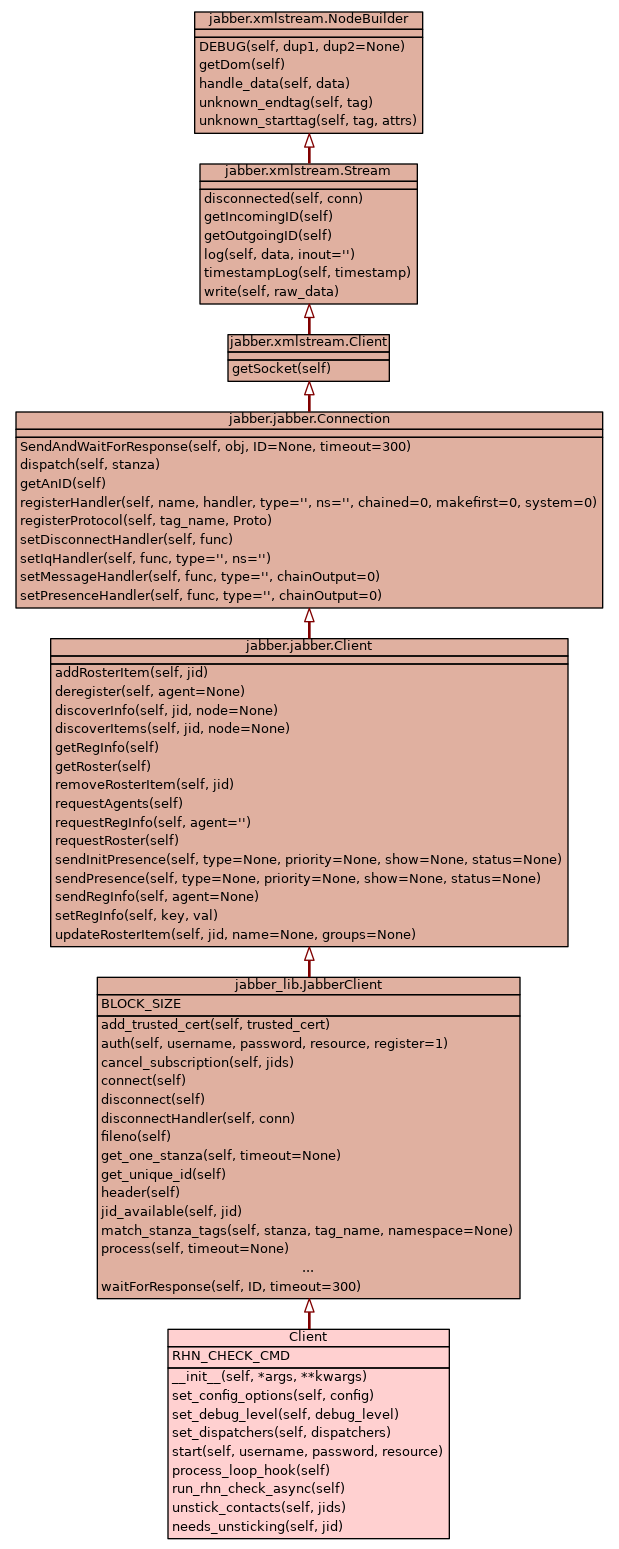 jabber.xmlstream.NodeBuilder
DEBUG(self, dup1, dup2=None)
getDom(self)
handle_data(self, data)
unknown_endtag(self, tag)
unknown_starttag(self, tag, attrs)
jabber.xmlstream.Stream
disconnected(self, conn)
getIncomingID(self)
getOutgoingID(self)
log(self, data, inout='')
timestampLog(self, timestamp)
write(self, raw_data)
jabber.xmlstream.Client
getSocket(self)
jabber.jabber.Connection
SendAndWaitForResponse(self, obj, ID=None, timeout=300)
dispatch(self, stanza)
getAnID(self)
registerHandler(self, name, handler, type='', ns='', chained=0, makefirst=0, system=0)
registerProtocol(self, tag_name, Proto)
setDisconnectHandler(self, func)
setIqHandler(self, func, type='', ns='')
setMessageHandler(self, func, type='', chainOutput=0)
setPresenceHandler(self, func, type='', chainOutput=0)
jabber.jabber.Client
addRosterItem(self, jid)
deregister(self, agent=None)
discoverInfo(self, jid, node=None)
discoverItems(self, jid, node=None)
getRegInfo(self)
getRoster(self)
removeRosterItem(self, jid)
requestAgents(self)
requestRegInfo(self, agent='')
requestRoster(self)
sendInitPresence(self, type=None, priority=None, show=None, status=None)
sendPresence(self, type=None, priority=None, show=None, status=None)
sendRegInfo(self, agent=None)
setRegInfo(self, key, val)
updateRosterItem(self, jid, name=None, groups=None)
jabber_lib.JabberClient
BLOCK_SIZE
add_trusted_cert(self, trusted_cert)
auth(self, username, password, resource, register=1)
cancel_subscription(self, jids)
connect(self)
disconnect(self)
disconnectHandler(self, conn)
fileno(self)
get_one_stanza(self, timeout=None)
get_unique_id(self)
header(self)
jid_available(self, jid)
match_stanza_tags(self, stanza, tag_name, namespace=None)
process(self, timeout=None)
...
waitForResponse(self, ID, timeout=300)
Client
RHN_CHECK_CMD
__init__(self, *args, **kwargs)
set_config_options(self, config)
set_debug_level(self, debug_level)
set_dispatchers(self, dispatchers)
start(self, username, password, resource)
process_loop_hook(self)
run_rhn_check_async(self)
unstick_contacts(self, jids)
needs_unsticking(self, jid)